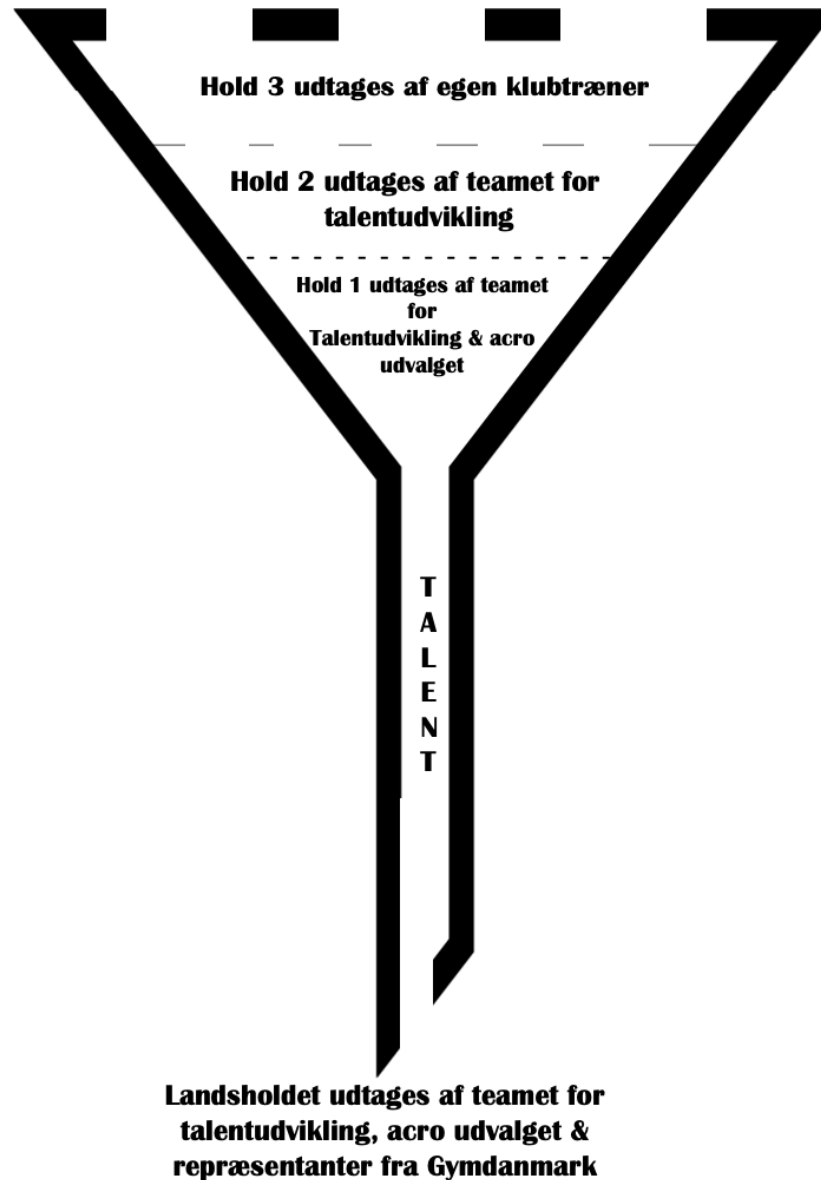 Hold 3 udtages af egen klubtræner
Hold 2 udtages af teamet for
talentudvikling
Hold 1 udtages af teamet
for
Talentudvikling & acro
udvalget
T
A
L
E
N
T
Landsholdet udtages af teamet for
talentudvikling, acro udvalget &
repræsentanter fra Gymdanmark